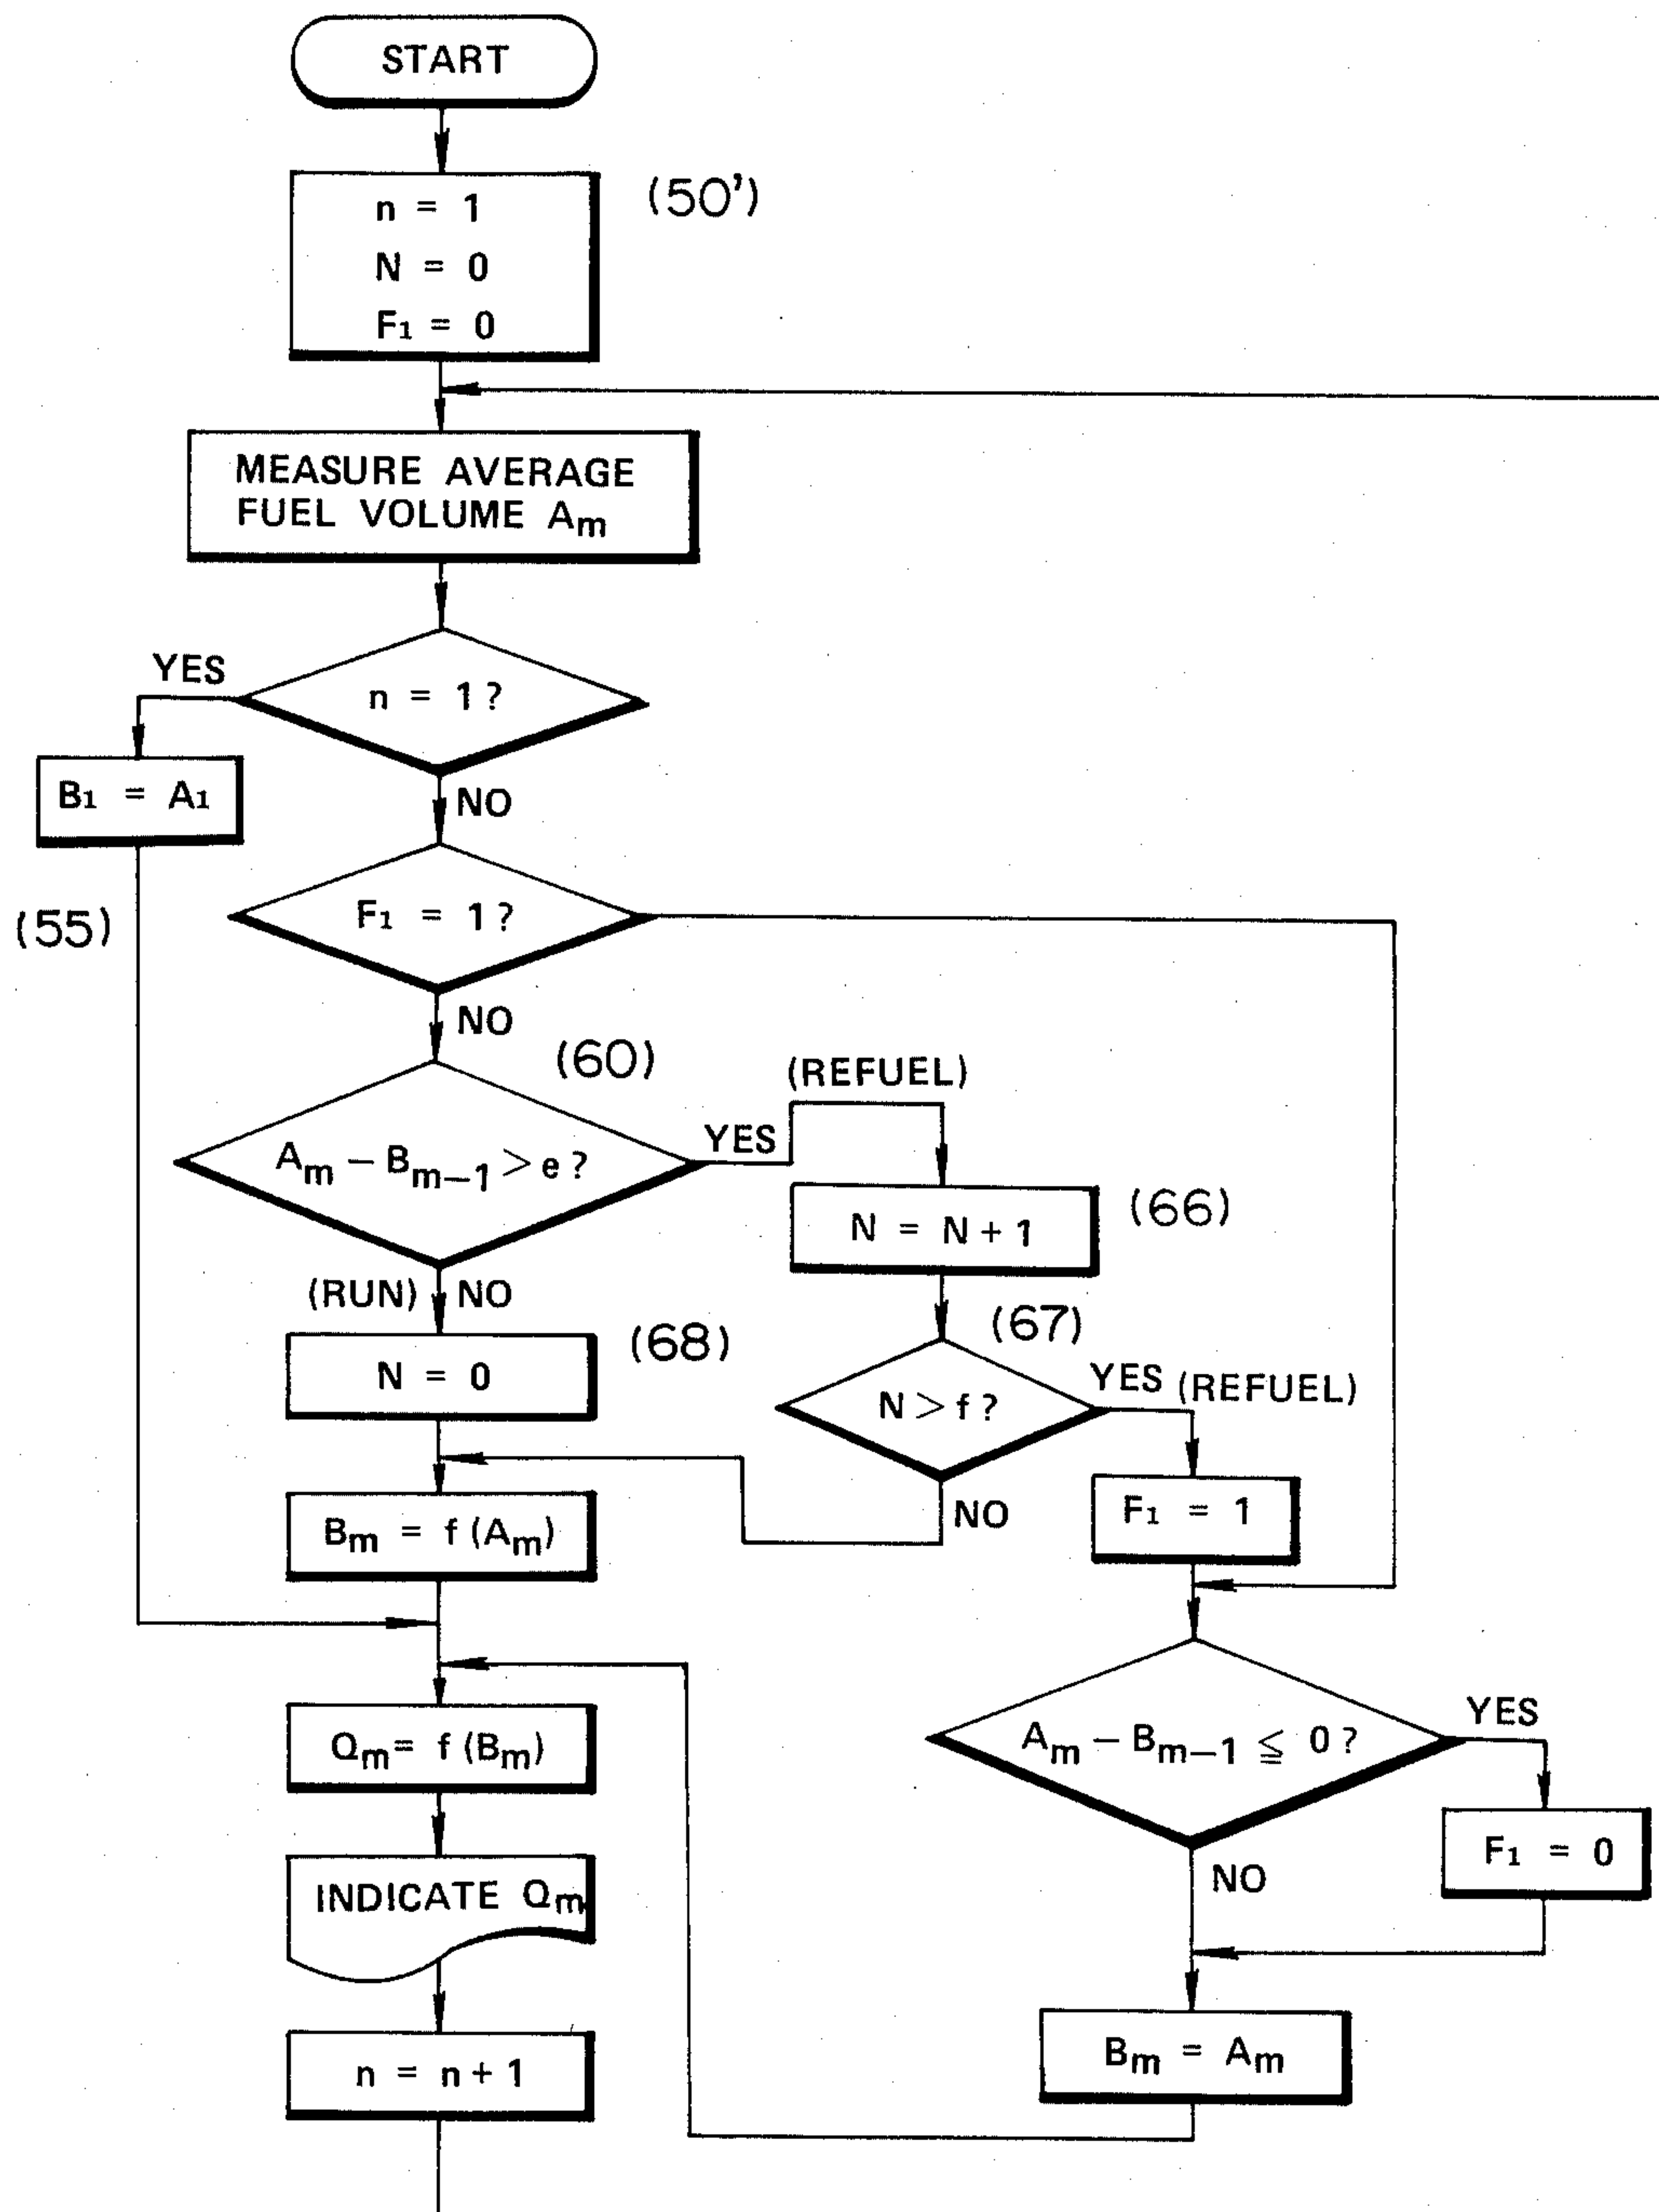 START
(50')
n = 1
N = 0
F₁ = 0
MEASURE AVERAGE
FUEL VOLUME Aₘ
YES
n = 1 ?
B₁ = A₁
NO
(55)
F₁ = 1 ?
NO
(60)
(REFUEL)
Aₘ – Bₘ₋₁ > e ?
YES
N = N + 1
(66)
(RUN)
NO
(68)
(67)
N = 0
N > f ?
YES (REFUEL)
NO
Bₘ = f (Aₘ)
F₁ = 1
Qₘ = f (Bₘ)
Aₘ – Bₘ₋₁ ≦ 0 ?
YES
F₁ = 0
NO
INDICATE Qₘ
Bₘ = Aₘ
n = n + 1